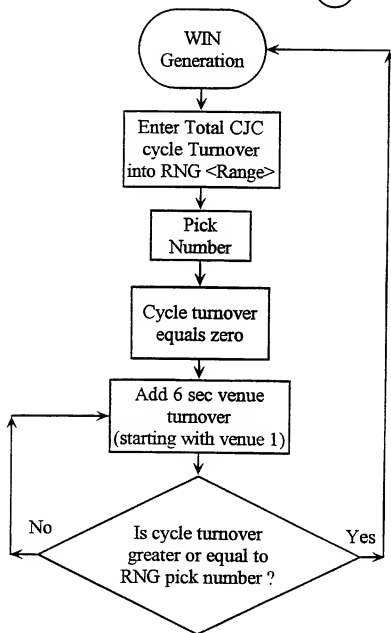 WIN
Generation
Enter Total CJC
cycle Turnover
into RNG <Range>
Pick
Number
Cycle turnover
equals zero
Add 6 sec venue
turnover
(starting with venue 1)
No
Is cycle turnover
greater or equal to
RNG pick number ?
Yes